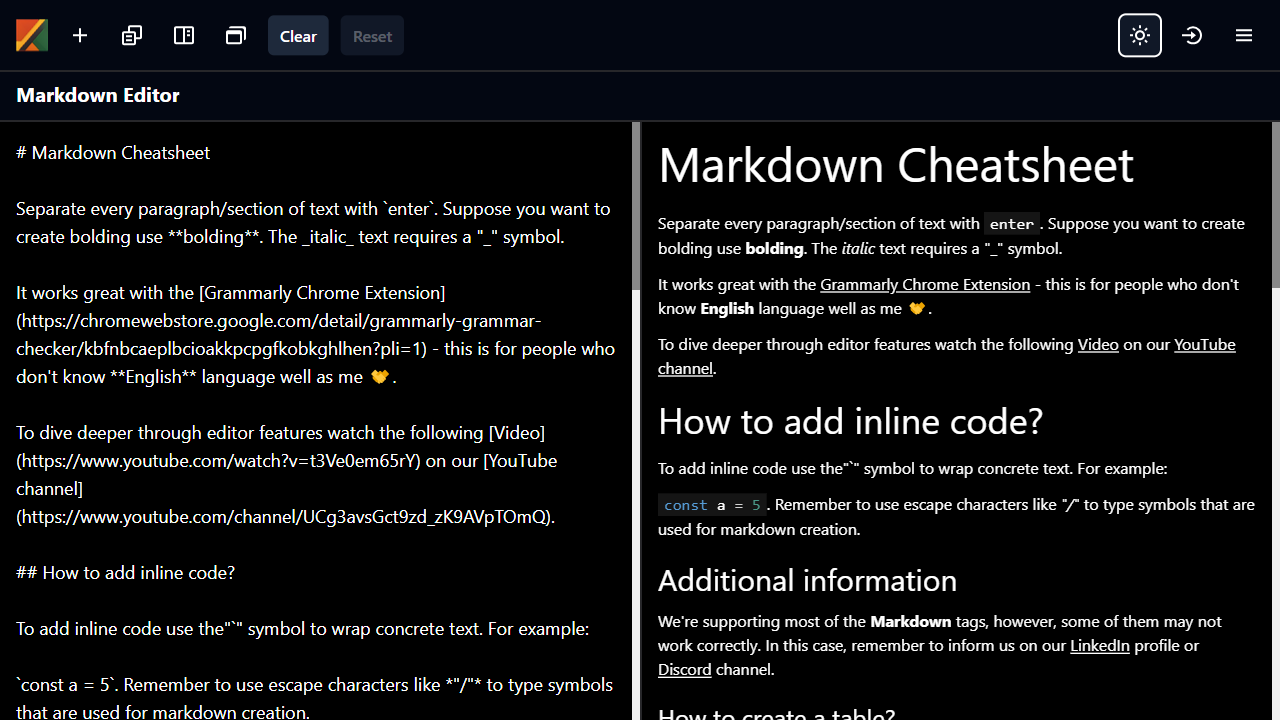 Clear
Reset
Markdown Editor
# Markdown Cheatsheet
Separate every paragraph/section of text with `enter`. Suppose you want to
create bolding use **bolding**. The _italic_ text requires a "_" symbol.
It works great with the [Grammarly Chrome Extension]
(https://chromewebstore.google.com/detail/grammarly-grammar-
checker/kbfnbcaeplbcioakkpcpgfkobkghlhen?pli=1) - this is for people who
don't know **English** language well as me 🤝.
To dive deeper through editor features watch the following [Video]
(https://www.youtube.com/watch?v=t3Ve0em65rY) on our [YouTube
channel]
(https://www.youtube.com/channel/UCg3avsGct9zd_zK9AVpTOmQ).
## How to add inline code?
To add inline code use the"`" symbol to wrap concrete text. For example:
`const a = 5`. Remember to use escape characters like *"/"* to type symbols
that are used for markdown creation.
Markdown Cheatsheet
Separate every paragraph/section of text with enter. Suppose you want to create
bolding use bolding. The italic text requires a "_" symbol.
It works great with the Grammarly Chrome Extension - this is for people who don't
know English language well as me 🤝.
To dive deeper through editor features watch the following Video on our YouTube
channel.
How to add inline code?
To add inline code use the"`" symbol to wrap concrete text. For example:
const a = 5. Remember to use escape characters like "/" to type symbols that are
used for markdown creation.
Additional information
We're supporting most of the Markdown tags, however, some of them may not
work correctly. In this case, remember to inform us on our LinkedIn profile or
Discord channel.
How to create a table?